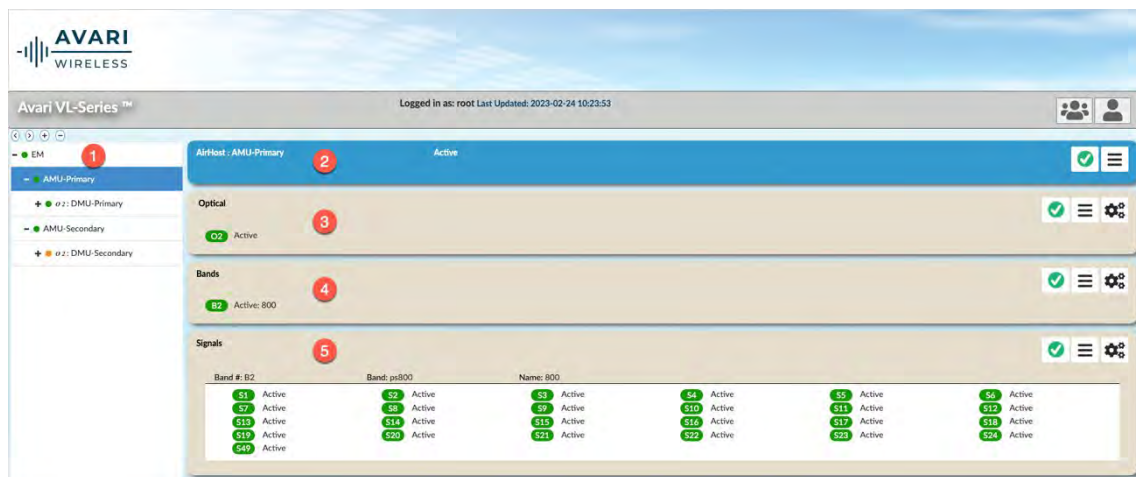 AVARI
WIRELESS
Avari VL-Series ™
Logged in as: root Last Updated: 2023-02-24 10:23:53
EM
1
AMU-Primary
O2: DMU-Primary
AMU-Secondary
O2: DMU-Secondary
AirHost : AMU-Primary Active
2
Optical
3
O2 Active
Bands
4
B2 Active: 800
Signals
5
Band #: B2 Band: ps800 Name: 800
S1 Active S2 Active S3 Active S4 Active S5 Active S6 Active
S7 Active S8 Active S9 Active S10 Active S11 Active S12 Active
S13 Active S14 Active S15 Active S16 Active S17 Active S18 Active
S19 Active S20 Active S21 Active S22 Active S23 Active S24 Active
S49 Active